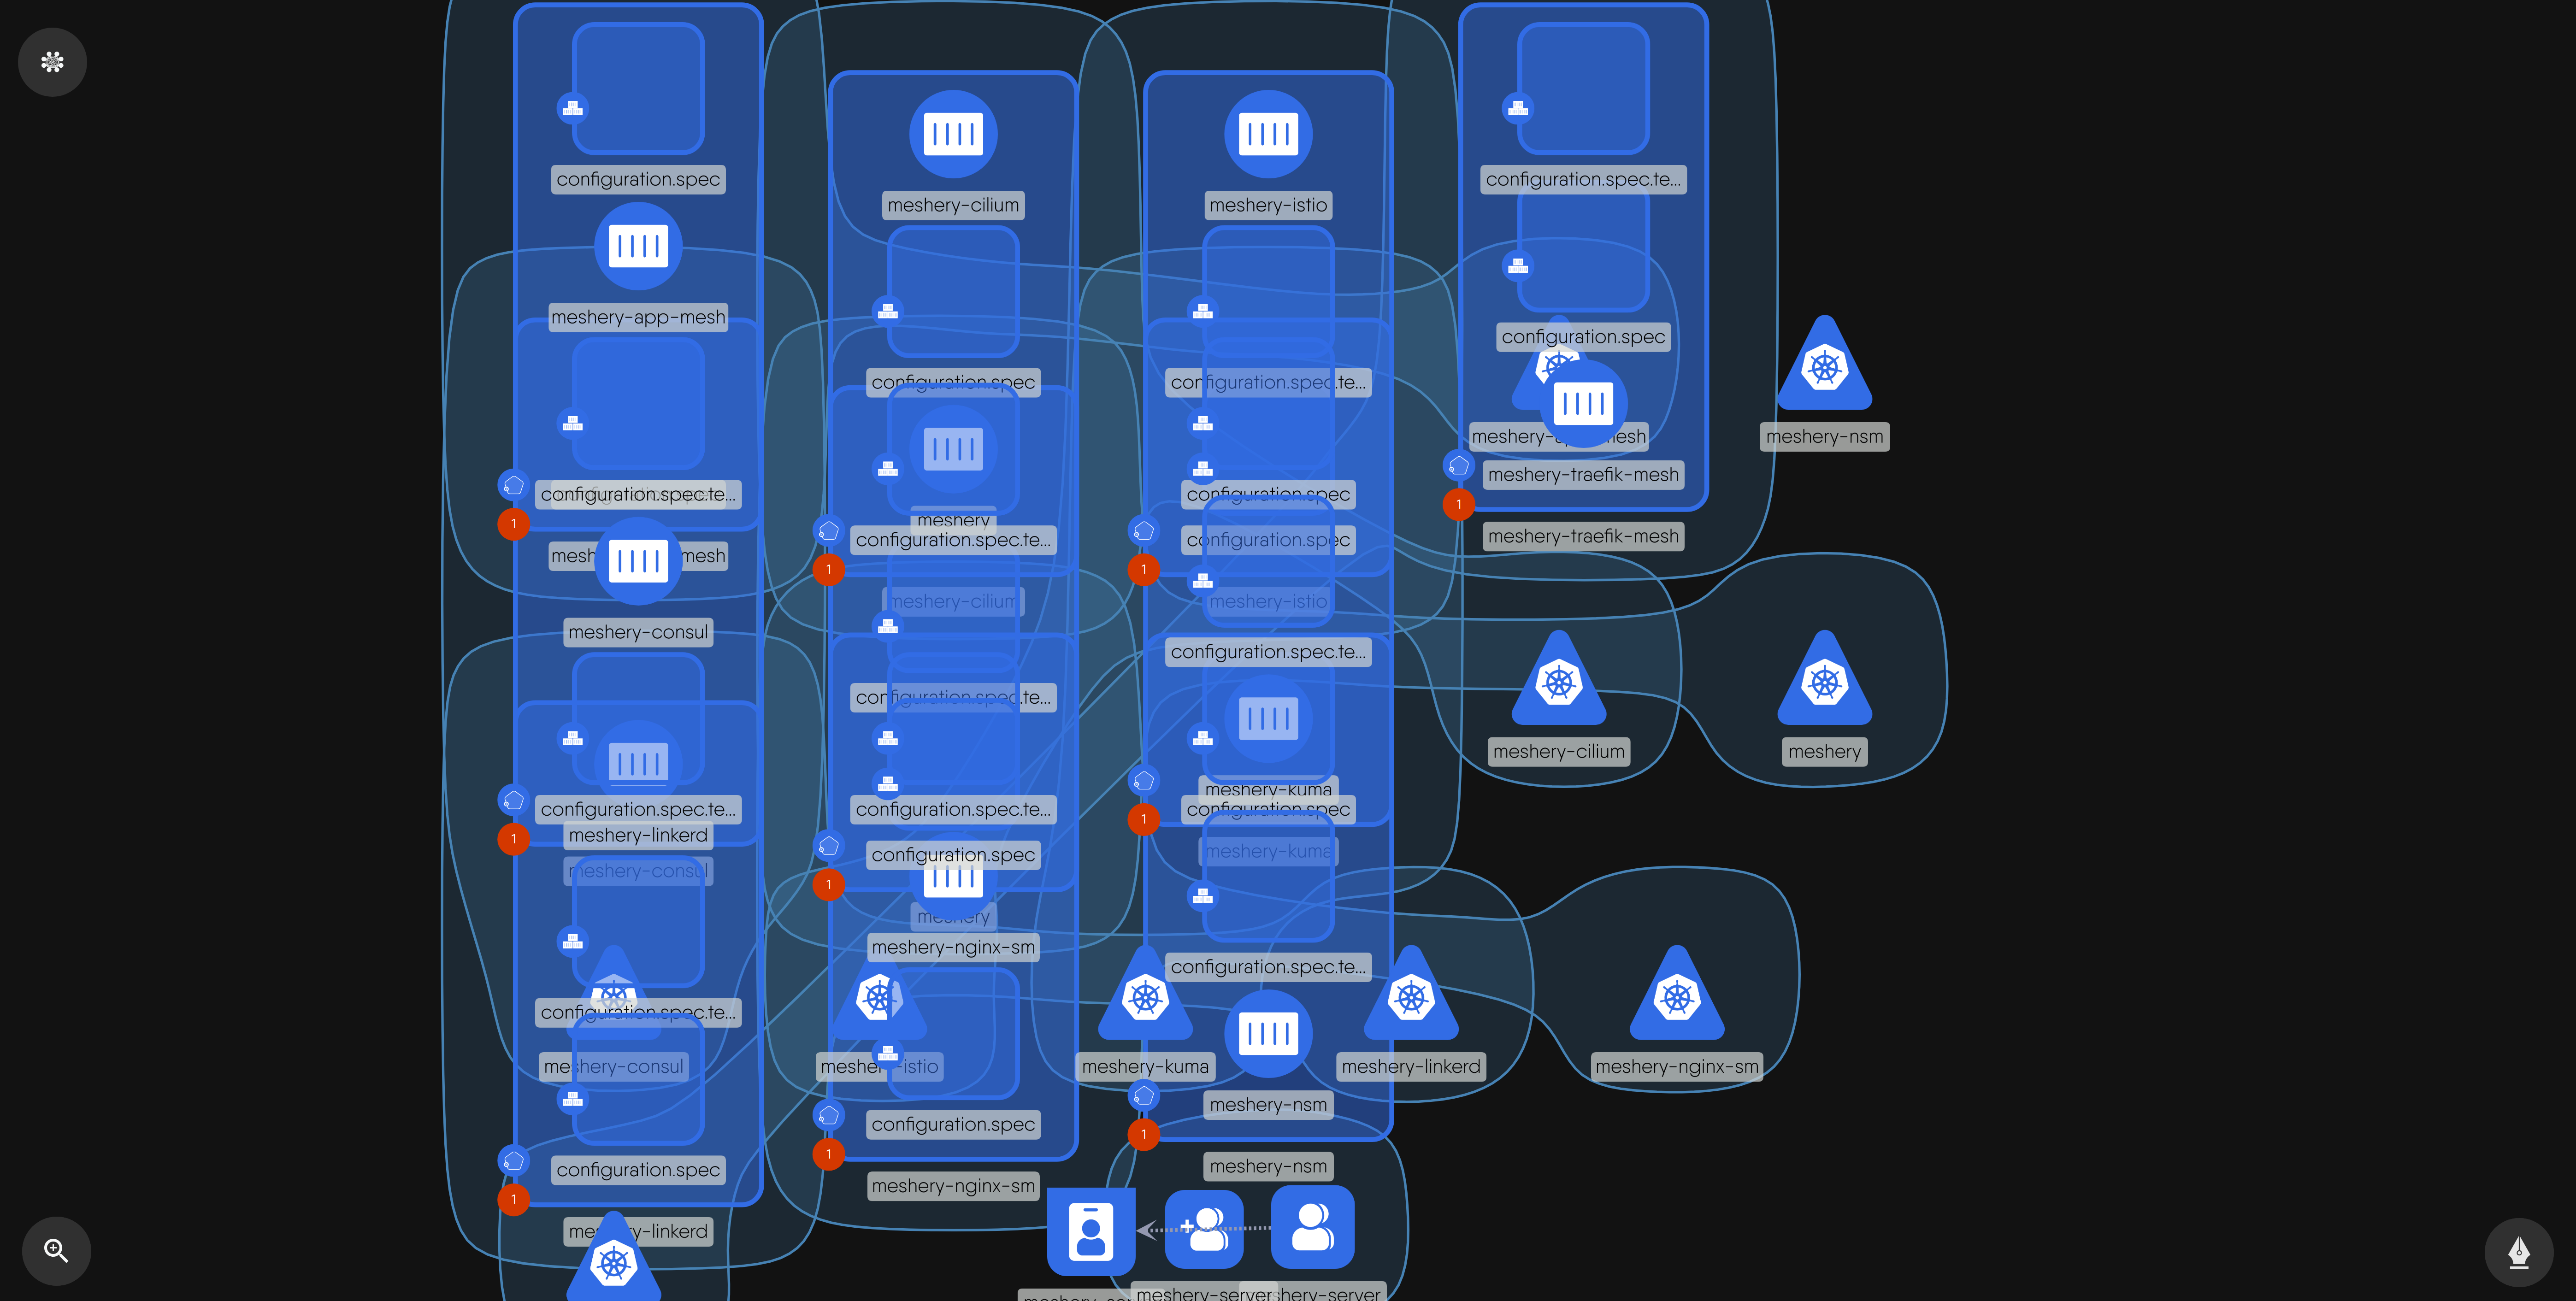 configuration.spec
meshery-app-mesh
configuration.spec.te...
1
mesh mesh
meshery-consul
configuration.spec.te...
1
meshery-linkerd
meshery-consul
configuration.spec.te...
meshery-consul
configuration.spec
1
meshery-linkerd
meshery-cilium
configuration.spec
meshery
configuration.spec.te...
1
meshery-cilium
configuration.spec.te...
configuration.spec.te...
configuration.spec
1
meshery
meshery-nginx-sm
meshery-istio
configuration.spec
1
meshery-nginx-sm
meshery-istio
configuration.spec.te...
configuration.spec
configuration.spec
1
meshery-istio
configuration.spec.te...
meshery-kuma
configuration.spec
1
meshery-kuma
configuration.spec.te...
meshery-kuma
meshery-nsm
1
meshery-nsm
configuration.spec.te...
configuration.spec
meshery-app-mesh
meshery-traefik-mesh
1
meshery-traefik-mesh
meshery-nsm
meshery-cilium
meshery
meshery-linkerd
meshery-nginx-sm
meshery-server
meshery-server